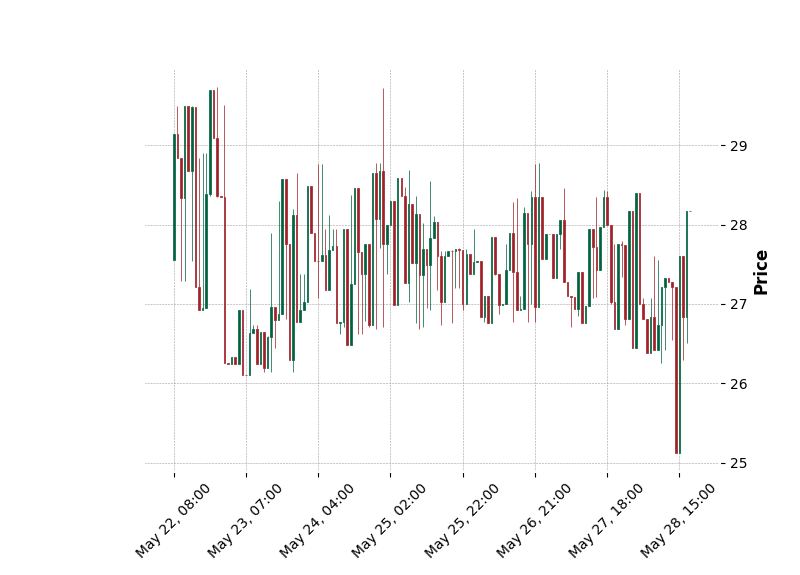 29
28
27
26
25
Price
May 22, 08:00
May 23, 07:00
May 24, 04:00
May 25, 02:00
May 25, 22:00
May 26, 21:00
May 27, 18:00
May 28, 15:00